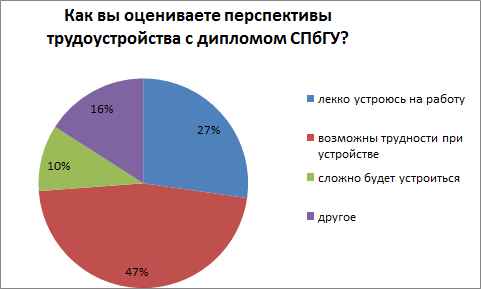 Как вы оцениваете перспективы
трудоустройства с дипломом СПбГУ?
16%
27%
10%
47%
лекко устроюсь на работу
возможны трудности при
устройстве
сложно будет устроиться
другое